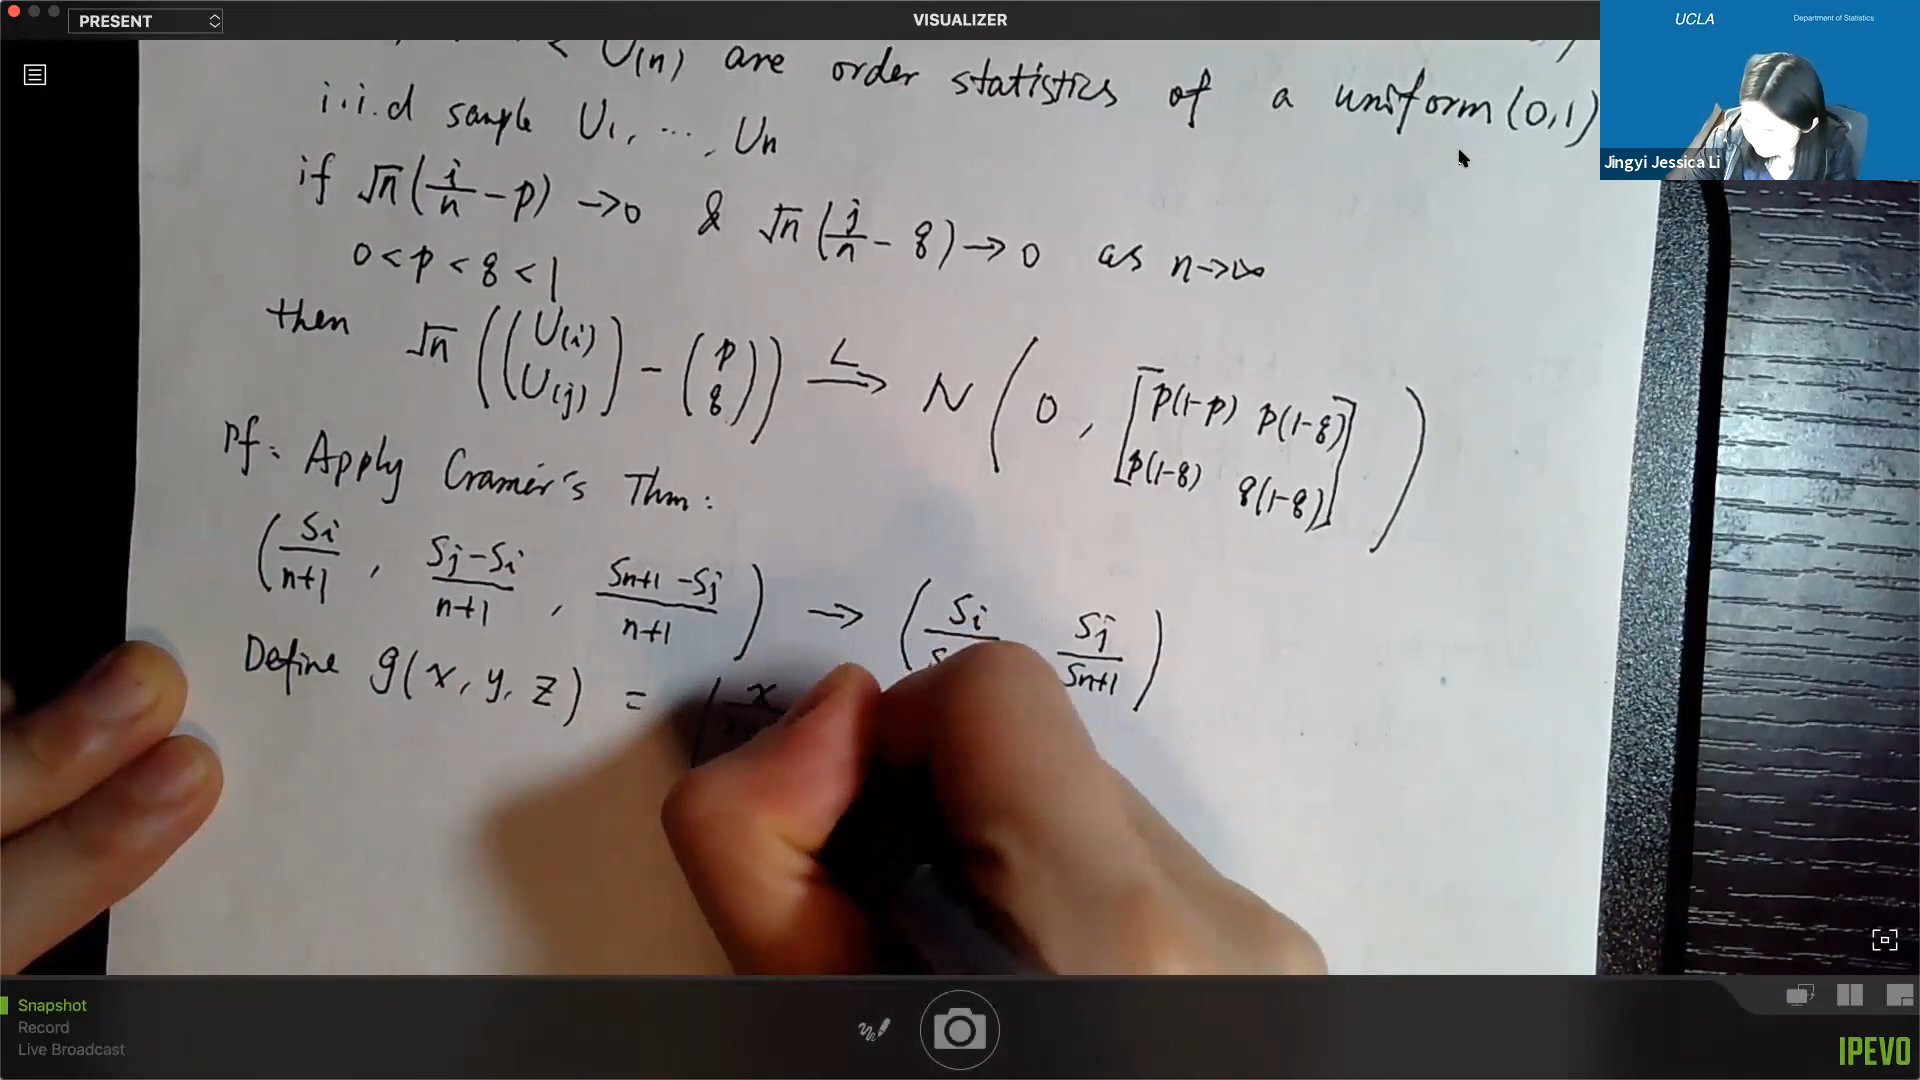 PRESENT
VISUALIZER
UCLA Department of Statistics
< U(n) are order statistics of a uniform (0,1)
i.i.d sample U1, ..., Un
if √n (i/n - p) → 0 & √n (j/n - q) → 0 as n → ∞
0 < p < q < 1
then √n ((U(i) U(j)) - (p q)) →L N (0, [p(1-p) p(1-q) p(1-q) q(1-q)])
Pf: Apply Cramér's Thm:
(Si/n+1, Sj-Si/n+1, Sn+1-Sj/n+1) → (Si/ Sj/Sn+1)
Define g(x, y, z) = (x/
Jingyi Jessica Li
Snapshot
Record
Live Broadcast
IPEVO